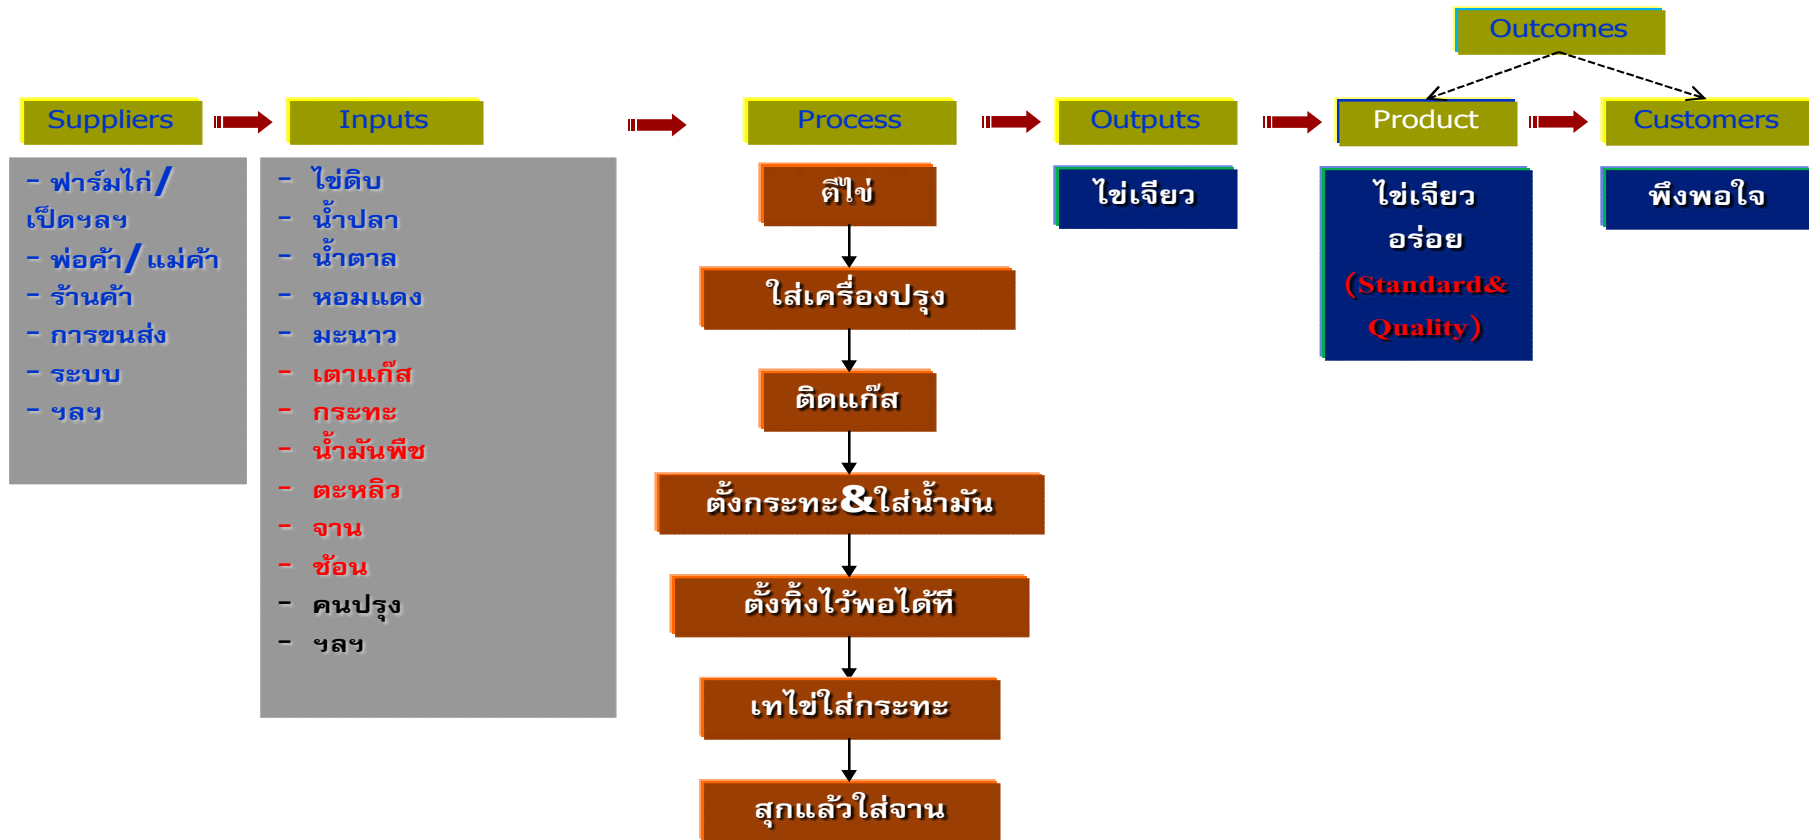 Outcomes
Suppliers
Inputs
Process
Outputs
Product
Customers
- ฟาร์มไก่/
เป็ดฯลฯ
- พ่อค้า/แม่ค้า
- ร้านค้า
- การขนส่ง
- ระบบ
- ฯลฯ
- ไข่ดิบ
- น้ำปลา
- น้ำตาล
- หอมแดง
- มะนาว
- เตาแก๊ส
- กระทะ
- น้ำมันพืช
- ตะหลิว
- จาน
- ช้อน
- คนปรุง
- ฯลฯ
ตีไข่
ใส่เครื่องปรุง
ติดแก๊ส
ตั้งกระทะ&ใส่น้ำมัน
ตั้งทิ้งไว้พอได้ที
เทไข่ใส่กระทะ
สุกแล้วใส่จาน
ไข่เจียว
ไข่เจียว
อร่อย
(Standard&
Quality)
พึงพอใจ